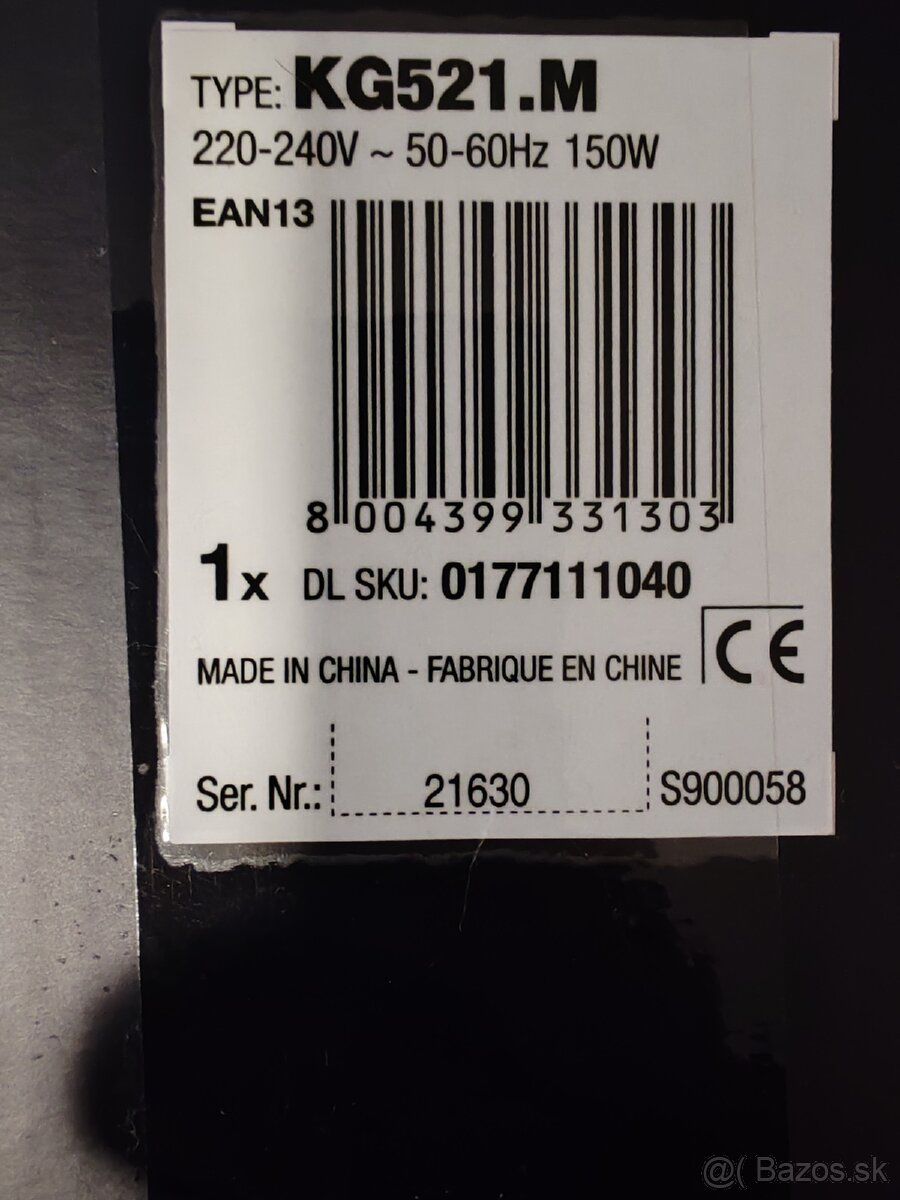 TYPE: KG521.M
220-240V ~ 50-60Hz 150W
EAN13
8 004399 331303
1x DL SKU: 0177111040
MADE IN CHINA - FABRIQUE EN CHINE CE
Ser. Nr.: 21630 S900058
@( Bazos.sk